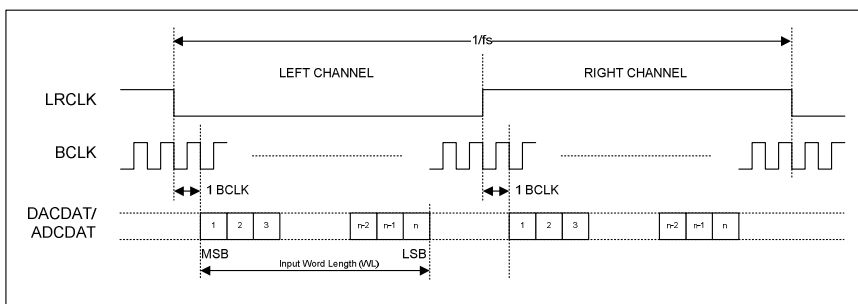 1/fs
LEFT CHANNEL RIGHT CHANNEL
LRCLK
BCLK
1 BCLK 1 BCLK
DACDAT/
ADCDAT
1 2 3 n-2 n-1 n 1 2 3 n-2 n-1 n
MSB LSB
Input Word Length (WL)